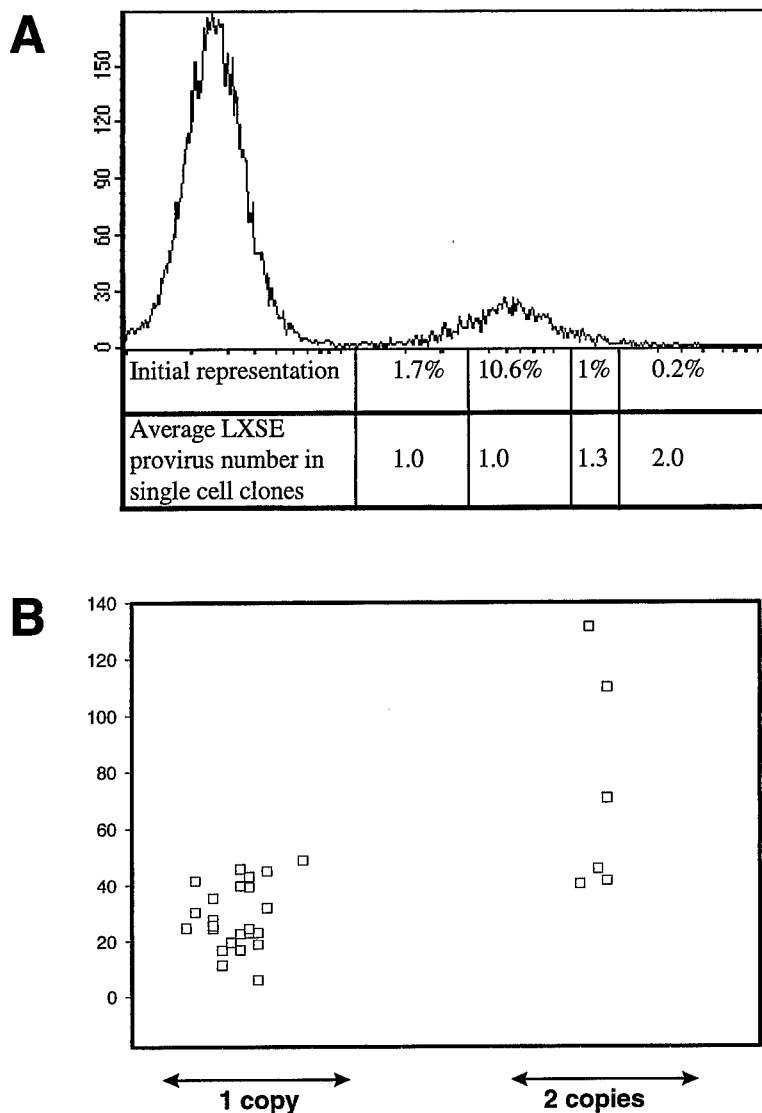 A
150
120
90
60
30
0
Initial representation 1.7% 10.6% 1% 0.2%
Average LXSE
provirus number in
single cell clones
1.0 1.0 1.3 2.0
B
140
120
100
80
60
40
20
0
1 copy 2 copies